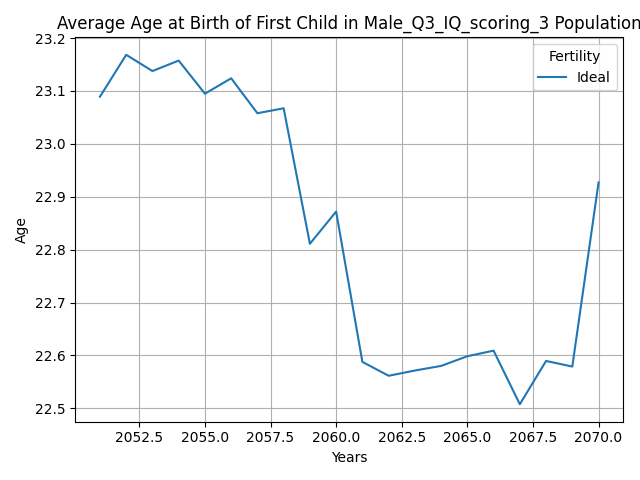 Average Age at Birth of First Child in Male_Q3_IQ_scoring_3 Population
23.2
23.1
23.0
22.9
22.8
22.7
22.6
22.5
Age
Fertility
Ideal
2052.5 2055.0 2057.5 2060.0 2062.5 2065.0 2067.5 2070.0
Years